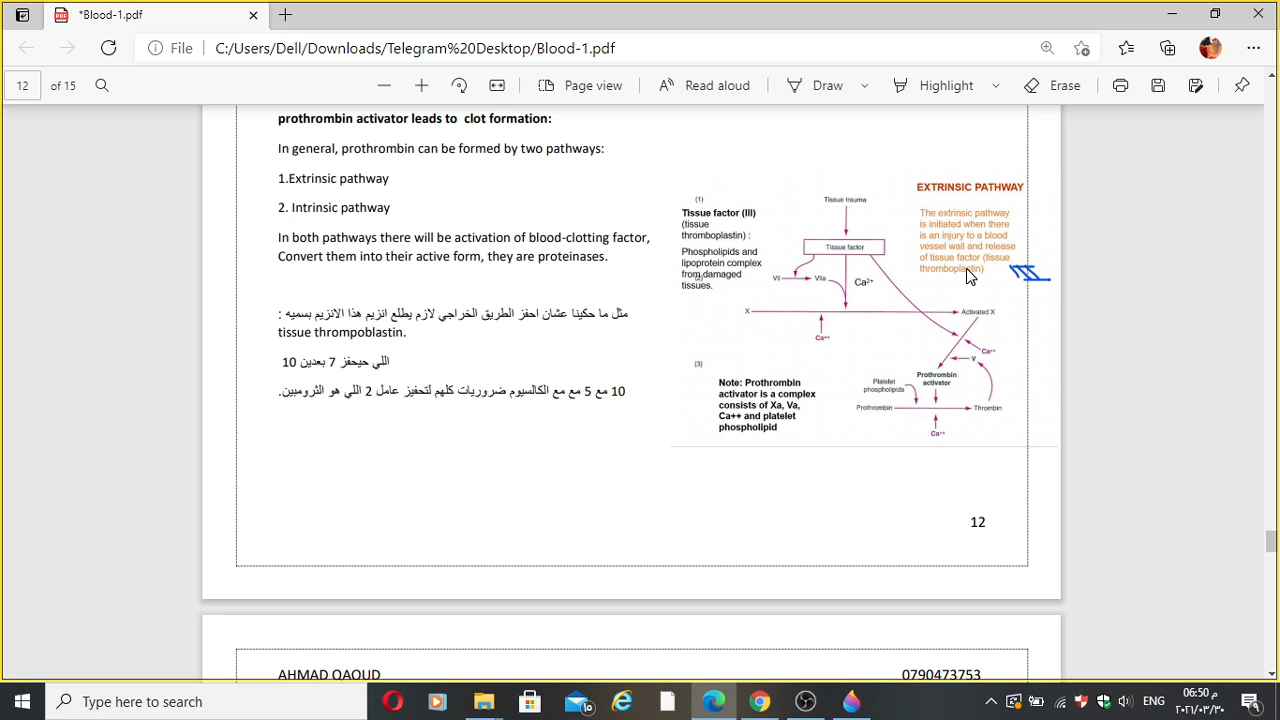 *Blood-1.pdf
File
C:/Users/Dell/Downloads/Telegram%20Desktop/Blood-1.pdf
12
of 15
Page view
Read aloud
Draw
Highlight
Erase
prothrombin activator leads to clot formation:
In general, prothrombin can be formed by two pathways:
1.Extrinsic pathway
2. Intrinsic pathway
In both pathways there will be activation of blood-clotting factor,
Convert them into their active form, they are proteinases.
مثل ما حكينا عشان احفز الطريق الخراجي لازم يطلع انزيم هذا الانزيم بسميه :
tissue thrompoblastin.
اللي حيحفز 7 بعدين 10
10 مع 5 مع مع الكالسيوم ضروريات كلهم لتحفيز عامل 2 اللي هو الثرومبين.
EXTRINSIC PATHWAY
The extrinsic pathway
is initiated when there
is an injury to a blood
vessel wall and release
of tissue factor (tissue
thromboplastin)
(1)
Tissue factor (III)
(tissue
thromboplastin) :
Phospholipids and
lipoprotein complex
from damaged
(2)
tissues.
Tissue trauma
Tissue factor
VII
VIIa
Ca2+
X
Activated X
Ca++
Ca++
V
(3)
Note: Prothrombin
activator is a complex
consists of Xa, Va,
Ca++ and platelet
phospholipid
Platelet
phospholipids
Prothrombin
activator
Prothrombin
Thrombin
Ca++
12
AHMAD QAOUD
0790473753
Type here to search
ENG
06:50 م
٢٠٢١/٠٣/٣٠